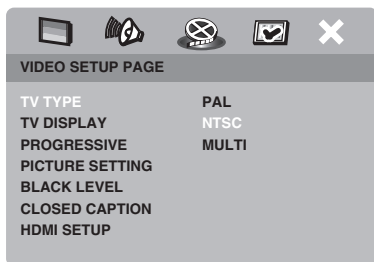 VIDEO SETUP PAGE
TV TYPE PAL
TV DISPLAY NTSC
PROGRESSIVE MULTI
PICTURE SETTING
BLACK LEVEL
CLOSED CAPTION
HDMI SETUP